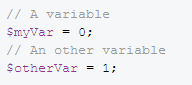 // A variable
$myVar = 0;
// An other variable
$otherVar = 1;